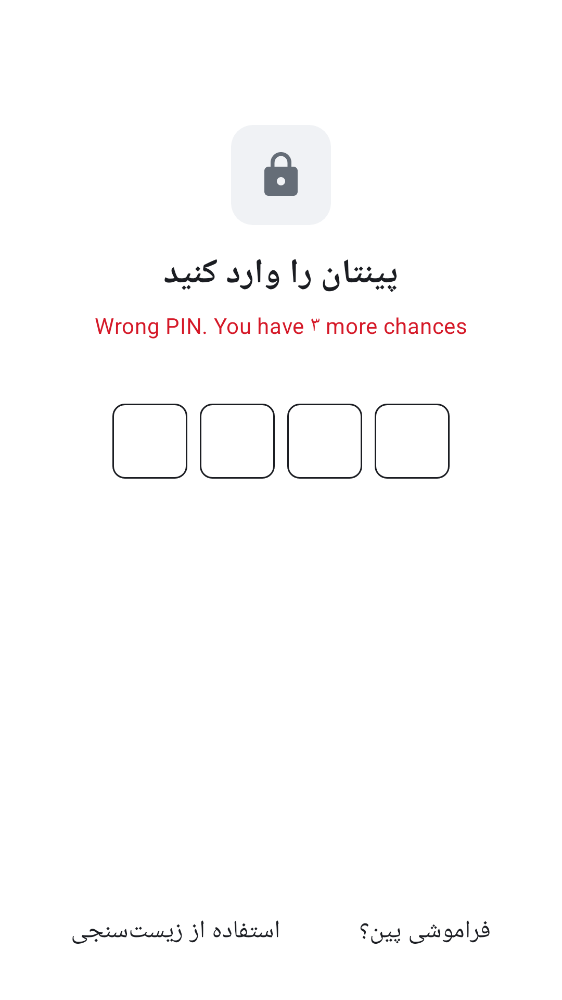 پینتان را وارد کنید
Wrong PIN. You have ۳ more chances
فراموشی پین؟
استفاده از زیست‌سنجی